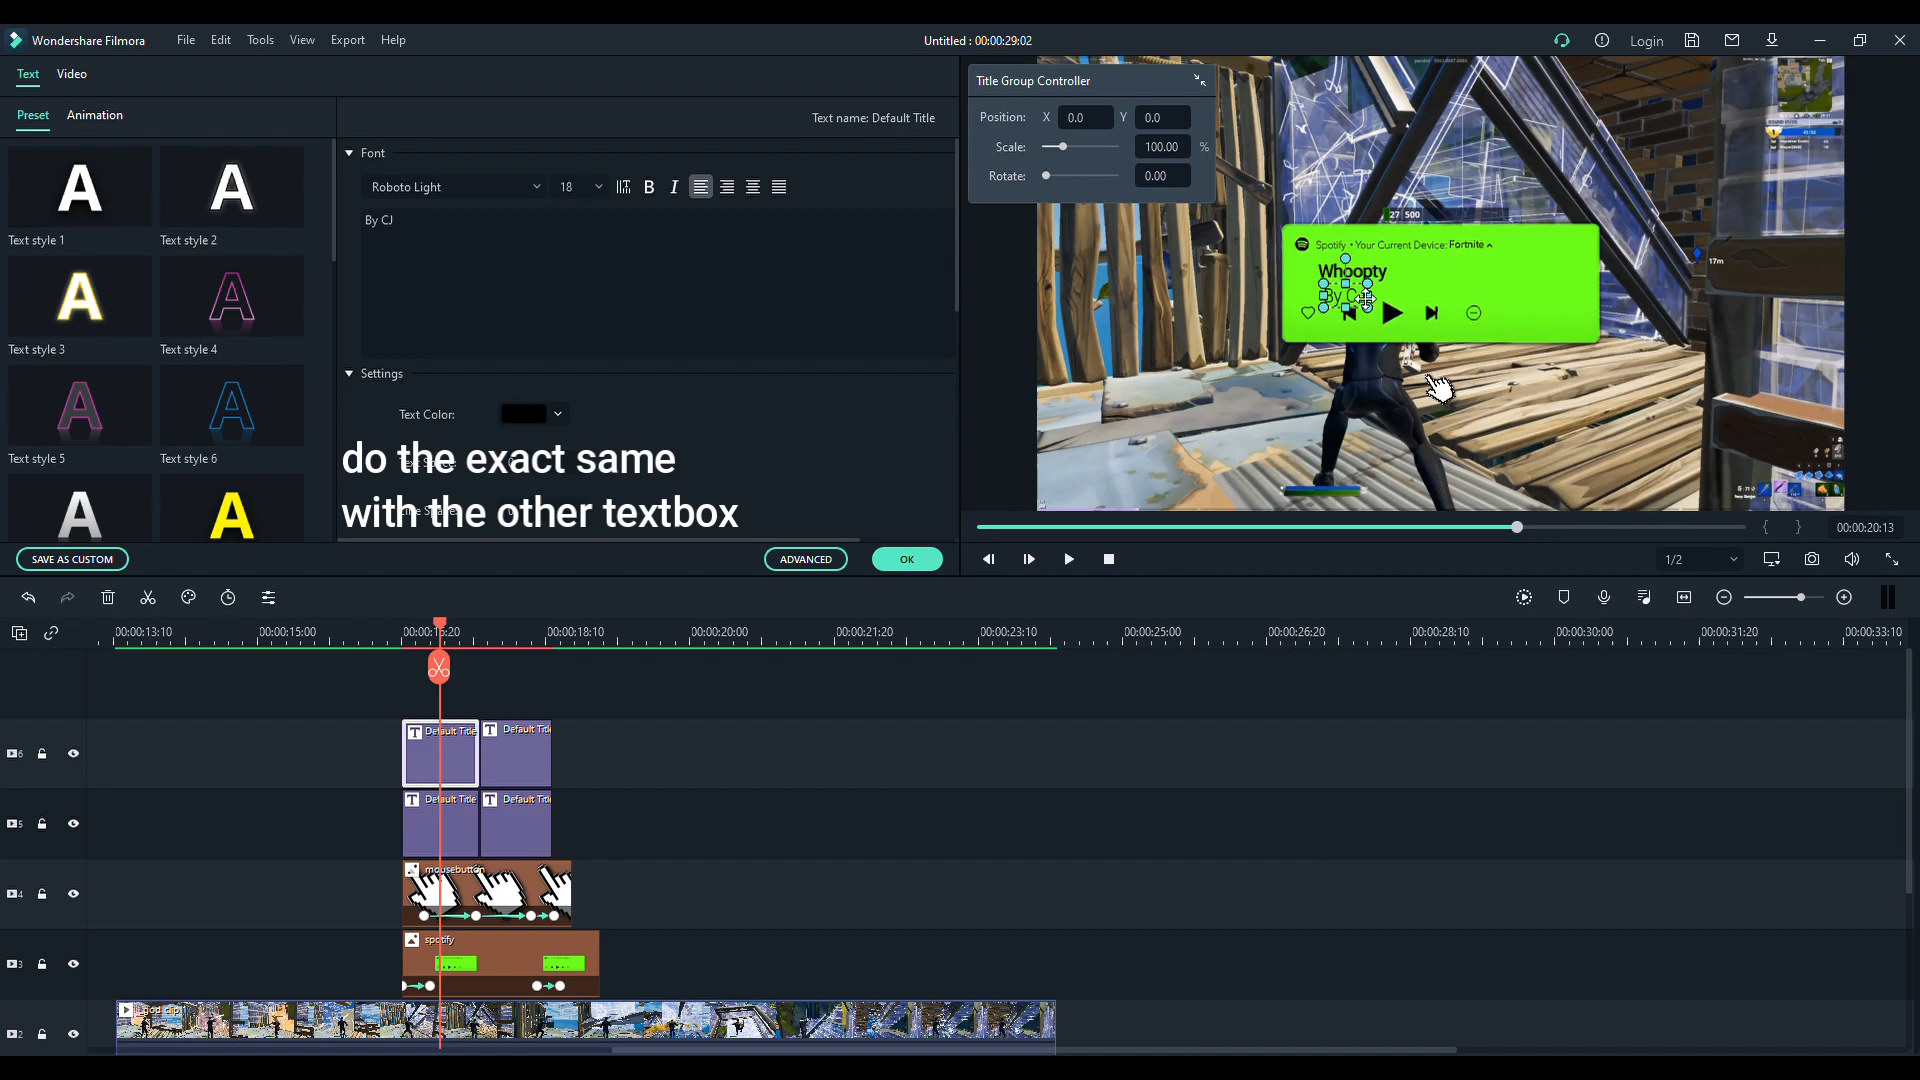 Wondershare Filmora
File Edit Tools View Export Help
Untitled : 00:00:29:02
Login
Text Video
Preset Animation
Text name: Default Title
Text style 1
Text style 2
Text style 3
Text style 4
Text style 5
Text style 6
Font
Roboto Light
18
By CJ
Settings
Text Color:
do the exact same
with the other textbox
SAVE AS CUSTOM
ADVANCED
OK
Title Group Controller
Position: X 0.0 Y 0.0
Scale: 100.00 %
Rotate: 0.00
27 500
Spotify • Your Current Device: Fortnite
Whoopty
By C
17m
00:00:20:13
1/2
00:00:13:10 00:00:15:00 00:00:16:20 00:00:18:10 00:00:20:00 00:00:21:20 00:00:23:10 00:00:25:00 00:00:26:20 00:00:28:10 00:00:30:00 00:00:31:20 00:00:33:10
6
Default Title
Default Titl
5
Default Title
Default Titl
4
mousebutton
3
spotify
2
god clip